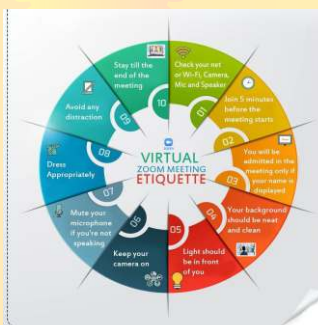 VIRTUAL
ZOOM MEETING
ETIQUETTE
01
Check your net
or Wi-Fi, Camera,
Mic and Speaker
02
Join 5 minutes
before the
meeting starts
03
You will be
admitted in the
meeting only if
your name is
displayed
04
Your background
should be neat
and clean
05
Light should
be in front
of you
06
Keep your
camera on
07
Mute your
microphone
if you're not
speaking
08
Dress
Appropriately
09
Avoid any
distraction
10
Stay till the
end of the
meeting